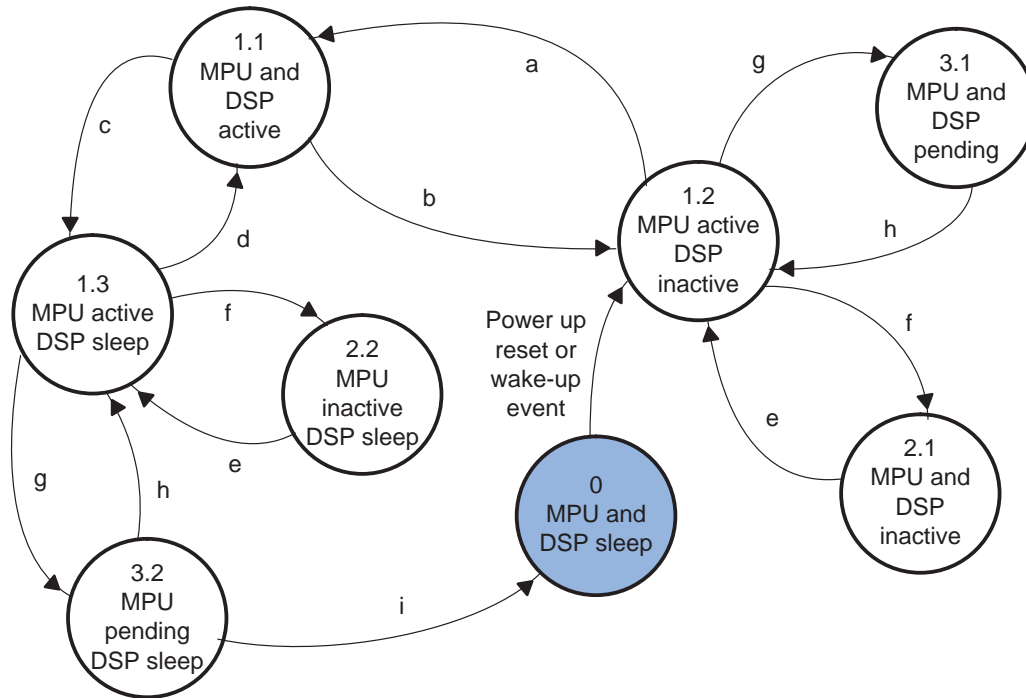 1.1
MPU and
DSP
active
a
g
3.1
MPU and
DSP
pending
c
b
d
1.2
MPU active
DSP
inactive
h
1.3
MPU active
DSP sleep
f
2.2
MPU
inactive
DSP sleep
e
Power up
reset or
wake-up
event
f
e
2.1
MPU and
DSP
inactive
g
h
0
MPU and
DSP sleep
3.2
MPU
pending
DSP sleep
i